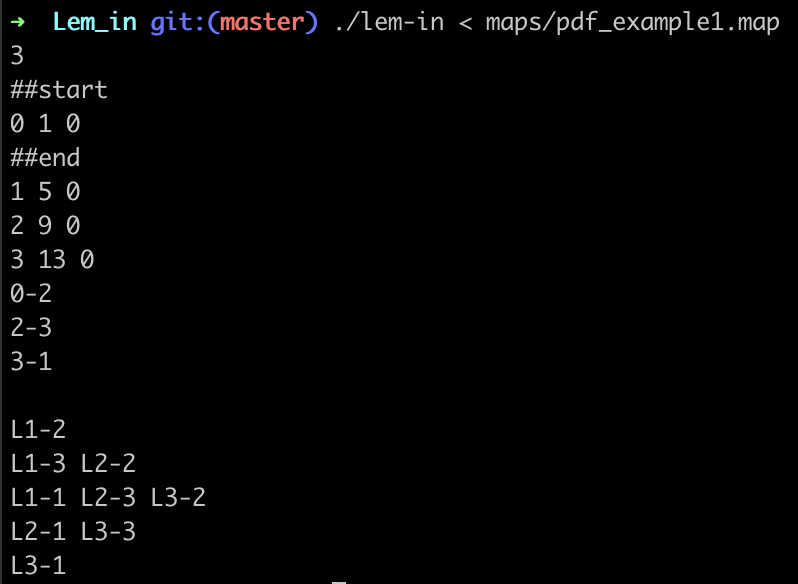 ➜  Lem_in git:(master) ./lem-in < maps/pdf_example1.map
3
##start
0 1 0
##end
1 5 0
2 9 0
3 13 0
0-2
2-3
3-1

L1-2
L1-3 L2-2
L1-1 L2-3 L3-2
L2-1 L3-3
L3-1